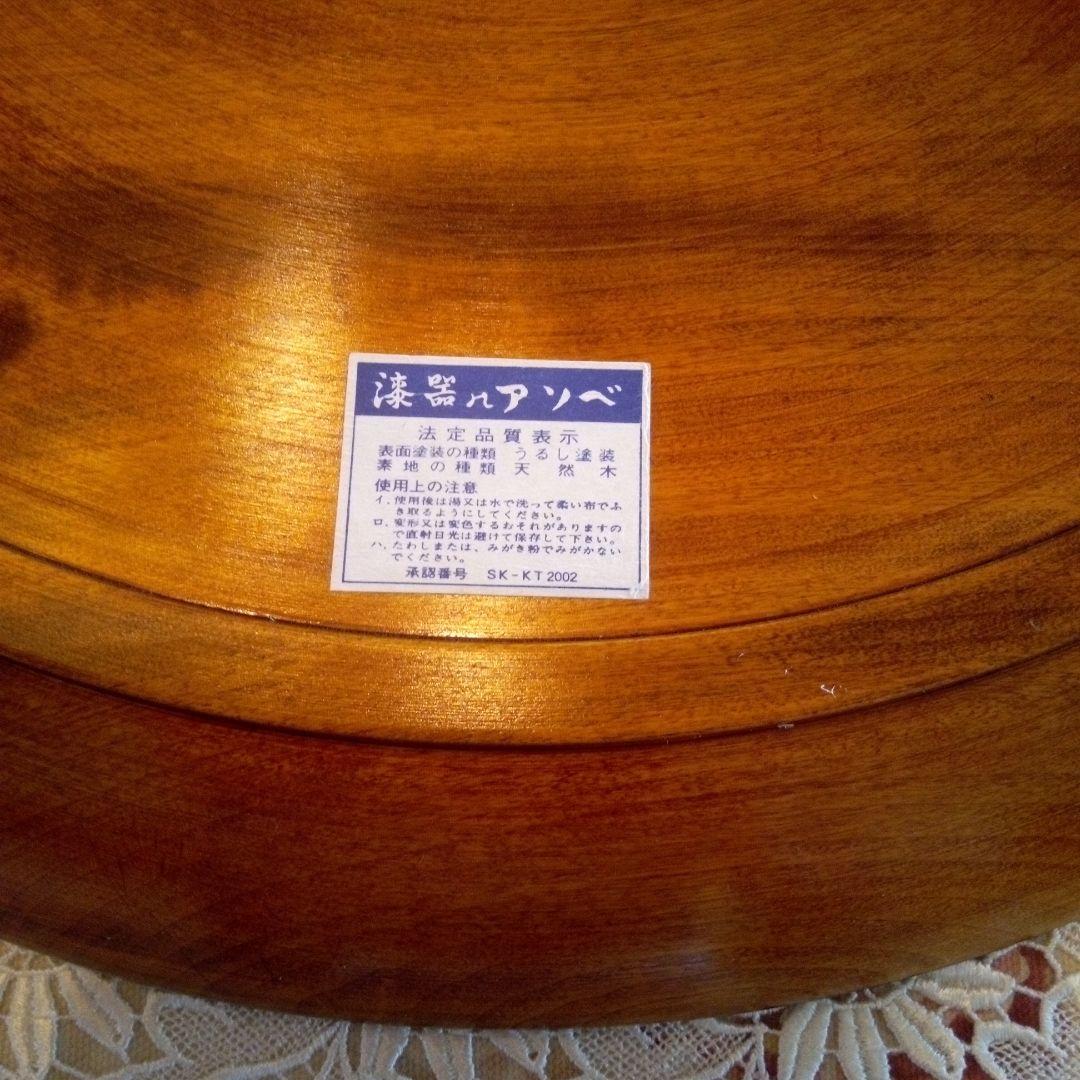 漆器のアソベ
法定品質表示
表面塗装の種類 うるし塗装
素地の種類 天然木
使用上の注意
イ、使用後は湯又は水で洗って柔い布でふ
き取るようにしてください。
ロ、変形又は変色するおそれがありますの
で直射日光は避けて保存して下さい。
ハ、たわしまたは、みがき粉でみがかない
でください。
承認番号 SK-KT2002